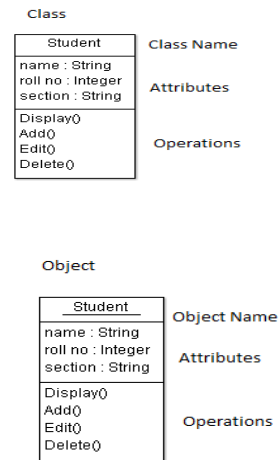 Class
Student
Class Name
name : String
roll no : Integer
section : String
Attributes
Display()
Add()
Edit()
Delete()
Operations
Object
Student
Object Name
name : String
roll no : Integer
section : String
Attributes
Display()
Add()
Edit()
Delete()
Operations